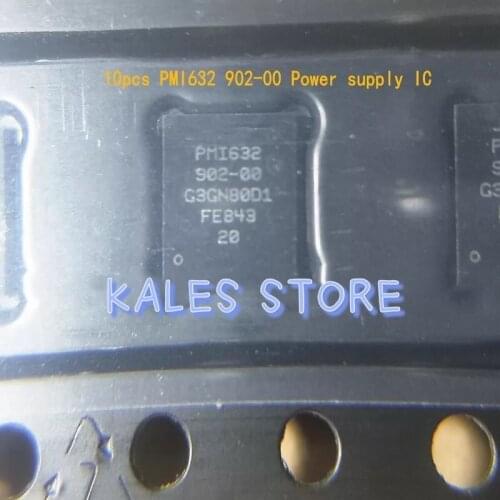 10pcs PMI632 902-00 Power supply IC
PMI632
902-00
G3GN80D1
FE843
20
KALES STORE